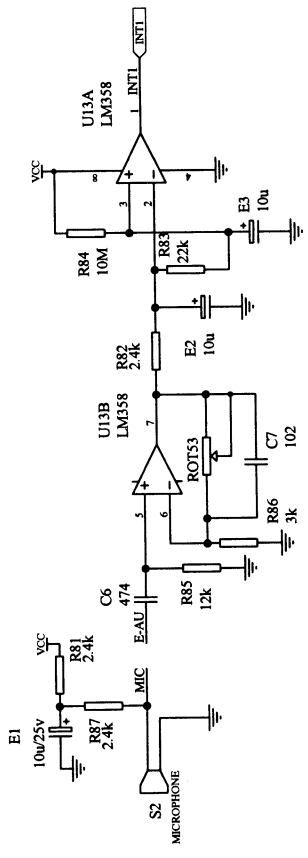 INT1
INT1
1
U13A
LM358
VCC
8
4
3
2
R84
10M
R83
22k
E3
10u
R82
2.4k
E2
10u
U13B
LM358
7
5
6
ROT53
C7
102
R86
3k
C6
474
E-AU
R85
12k
VCC
R81
2.4k
MIC
E1
10u/25v
R87
2.4k
S2
MICROPHONE
+
-
+
-
+
+
+